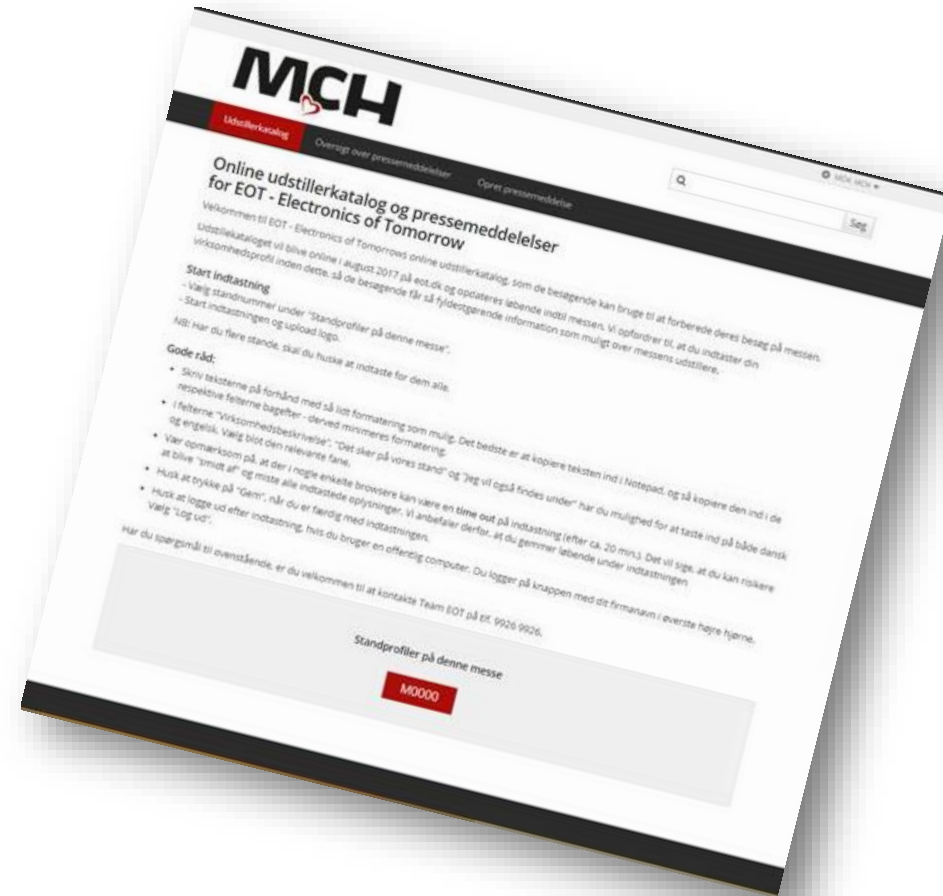 MCH
MCH MCH
Søg
Udstillerkatalog
Oversigt over pressemeddelelser
Opret pressemeddelse
Online udstillerkatalog og pressemeddelelser
for EOT - Electronics of Tomorrow
Velkommen til EOT - Electronics of Tomorrows online udstillerkatalog, som de besøgende kan bruge til at forberede deres besøg på messen.
Udstillekataloget vil blive online i august 2017 på eot.dk og opdateres løbende indtil messen. Vi opfordrer til, at du indtaster din
virksomhedsprofil inden dette, så de besøgende får så fyldestgørende information som muligt over messens udstillere.
Start indtastning
- Vælg standnummer under "Standprofiler på denne messe".
- Start indtastningen og upload logo.
NB: Har du flere stande, skal du huske at indtaste for dem alle.
Gode råd:
• Skriv teksterne på forhånd med så lidt formatering som mulig. Det bedste er at kopiere teksten ind i Notepad, og så kopiere den ind i de
respektive felterne bagefter - derved minimeres formatering.
• I felterne "Virksomhedsbeskrivelse", "Det sker på vores stand" og "Jeg vil også findes under" har du mulighed for at taste ind på både dansk
og engelsk. Vælg blot den relevante fane.
• Vær opmærksom på, at der i nogle enkelte browsere kan være en time out på indtastning (efter ca. 20 min.). Det vil sige, at du kan risikere
at blive "smidt af" og miste alle indtastede oplysninger. Vi anbefaler derfor, at du gemmer løbende under indtastningen
• Husk at trykke på "Gem", når du er færdig med indtastningen.
• Husk at logge ud efter indtastning, hvis du bruger en offentlig computer. Du logger på knappen med dit firmanavn i øverste højre hjørne.
Vælg "Log ud".
Har du spørgsmål til ovenstående, er du velkommen til at kontakte Team EOT på tlf. 9926 9926.
Standprofiler på denne messe
M0000